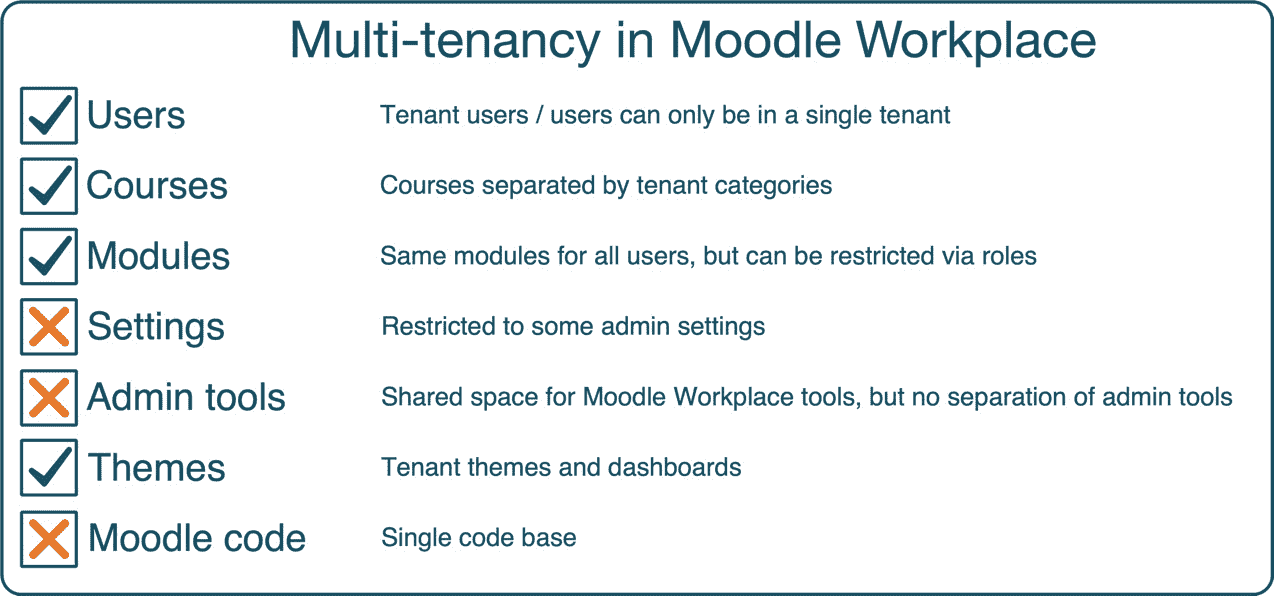 Multi-tenancy in Moodle Workplace
Users Tenant users / users can only be in a single tenant
Courses Courses separated by tenant categories
Modules Same modules for all users, but can be restricted via roles
Settings Restricted to some admin settings
Admin tools Shared space for Moodle Workplace tools, but no separation of admin tools
Themes Tenant themes and dashboards
Moodle code Single code base